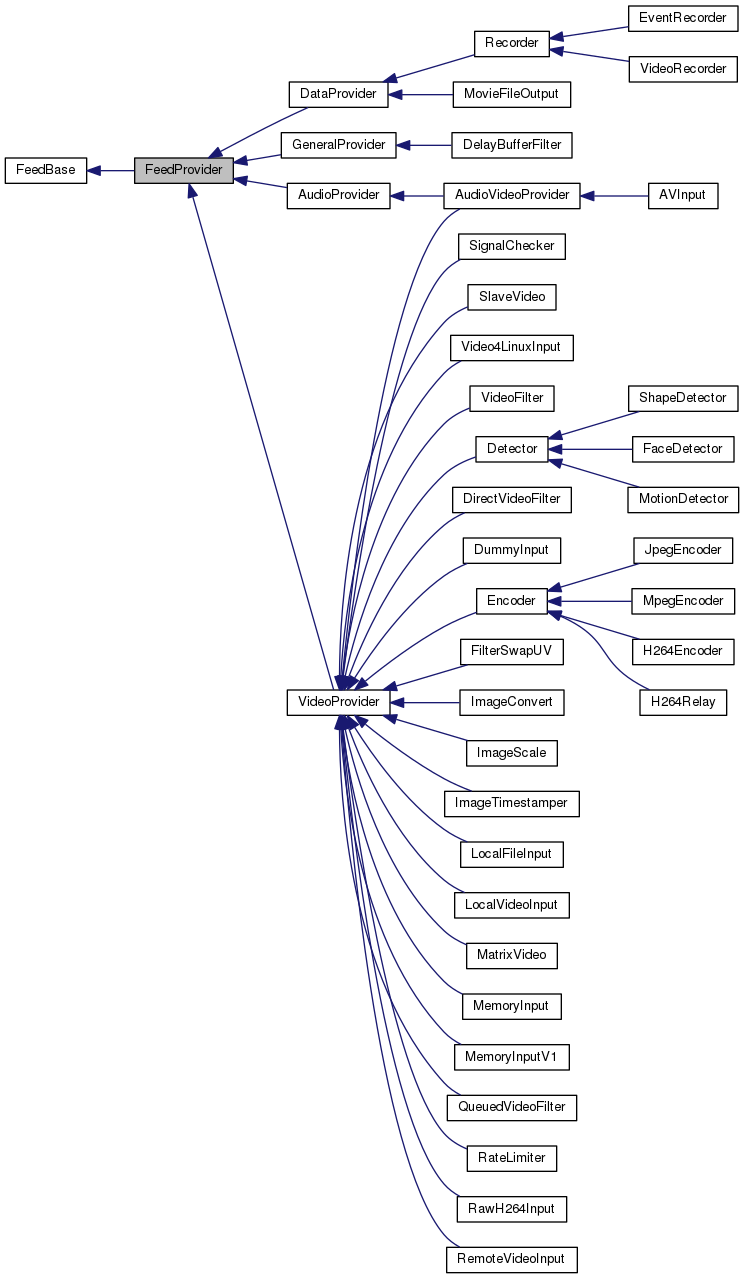 EventRecorder
Recorder
VideoRecorder
DataProvider
MovieFileOutput
GeneralProvider
DelayBufferFilter
FeedBase
FeedProvider
AudioProvider
AudioVideoProvider
AVInput
SignalChecker
SlaveVideo
Video4LinuxInput
VideoFilter
ShapeDetector
Detector
FaceDetector
MotionDetector
DirectVideoFilter
DummyInput
JpegEncoder
Encoder
MpegEncoder
FilterSwapUV
H264Encoder
VideoProvider
ImageConvert
H264Relay
ImageScale
ImageTimestamper
LocalFileInput
LocalVideoInput
MatrixVideo
MemoryInput
MemoryInputV1
QueuedVideoFilter
RateLimiter
RawH264Input
RemoteVideoInput